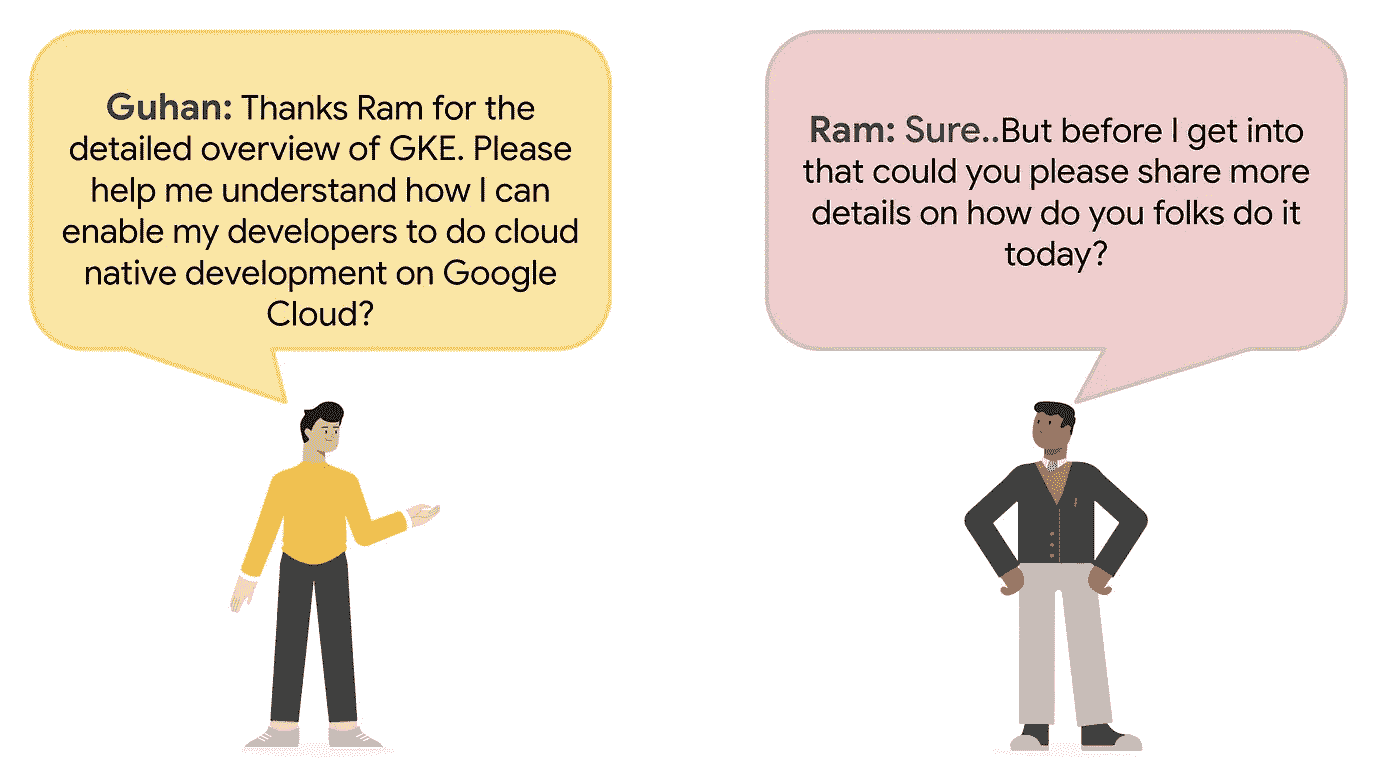 Guhan: Thanks Ram for the
detailed overview of GKE. Please
help me understand how I can
enable my developers to do cloud
native development on Google
Cloud?
Ram: Sure..But before I get into
that could you please share more
details on how do you folks do it
today?